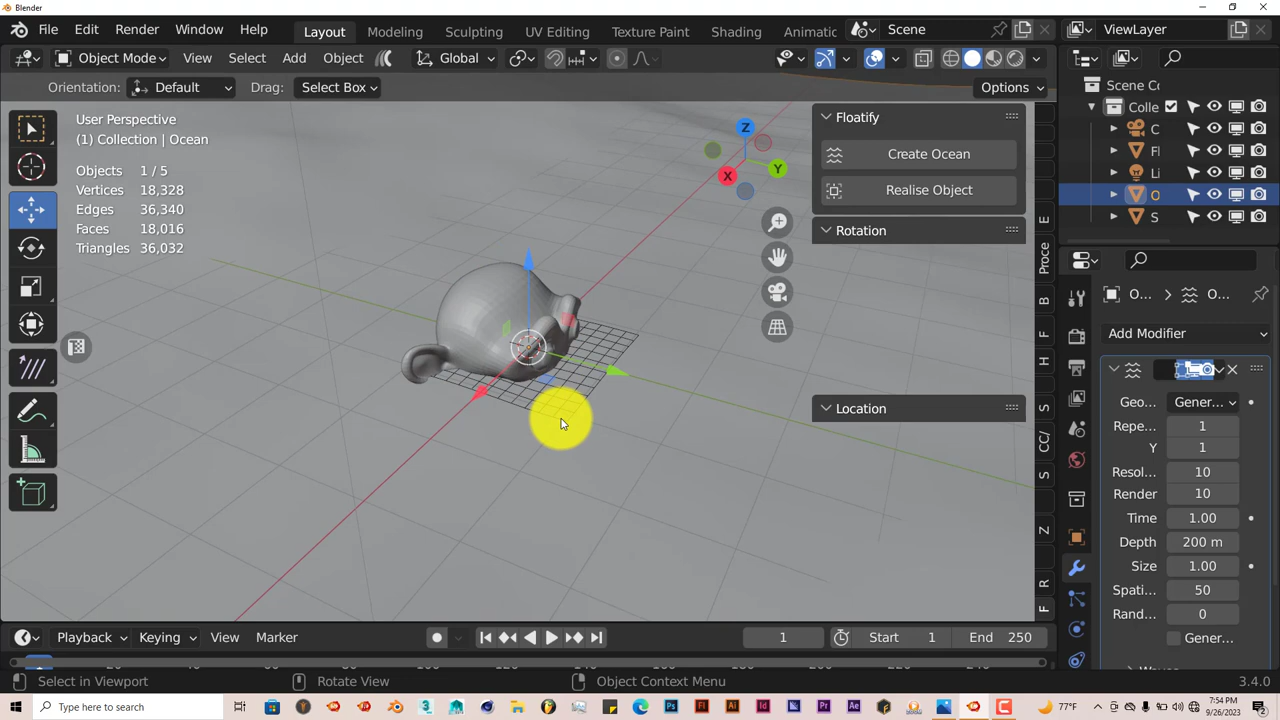 Blender
File Edit Render Window Help Layout Modeling Sculpting UV Editing Texture Paint Shading Animatic Scene ViewLayer
Object Mode View Select Add Object Global
Orientation: Default Drag: Select Box Options
User Perspective
(1) Collection | Ocean
Objects 1 / 5
Vertices 18,328
Edges 36,340
Faces 18,016
Triangles 36,032
Z
Y
X
Floatify
Create Ocean
Realise Object
Rotation
Location
E
Proce
B
F
H
S
CC/
S
Z
R
F
Scene Cc
Colle
C
Fl
Li
O
S
O... O...
Add Modifier
Geo... Gener...
Repe... 1
Y 1
Resol... 10
Render 10
Time 1.00
Depth 200 m
Size 1.00
Spati... 50
Rand... 0
Gener...
Playback Keying View Marker 1 Start 1 End 250
Select in Viewport Rotate View Object Context Menu 3.4.0
Type here to search 77°F 7:54 PM
9/26/2023